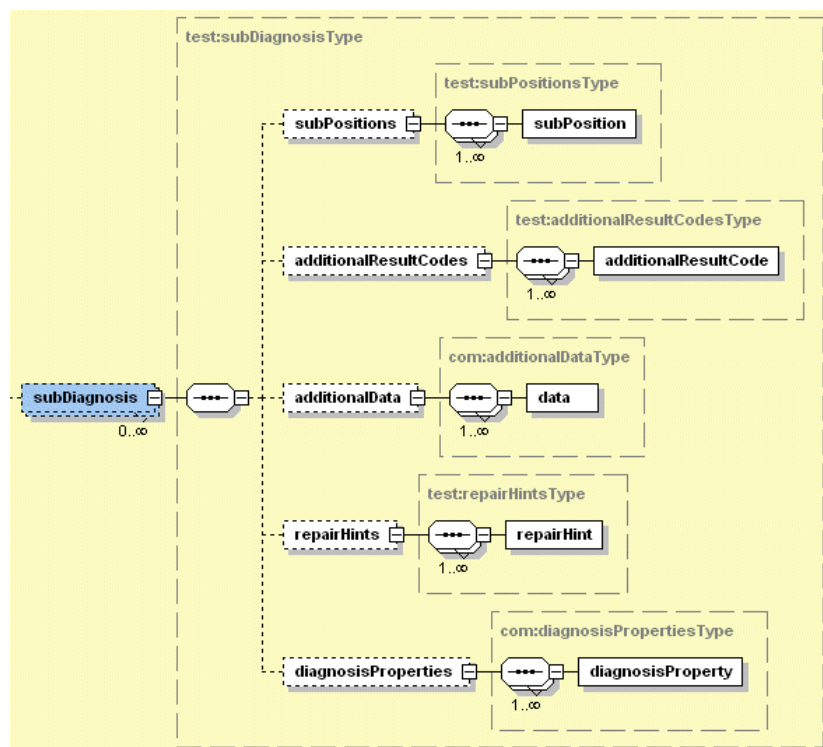 test:subDiagnosisType
test:subPositionsType
subPositions
subPosition
1..∞
test:additionalResultCodesType
additionalResultCodes
additionalResultCode
1..∞
com:additionalDataType
subDiagnosis
additionalData
data
0..∞
1..∞
test:repairHintsType
repairHints
repairHint
1..∞
com:diagnosisPropertiesType
diagnosisProperties
diagnosisProperty
1..∞